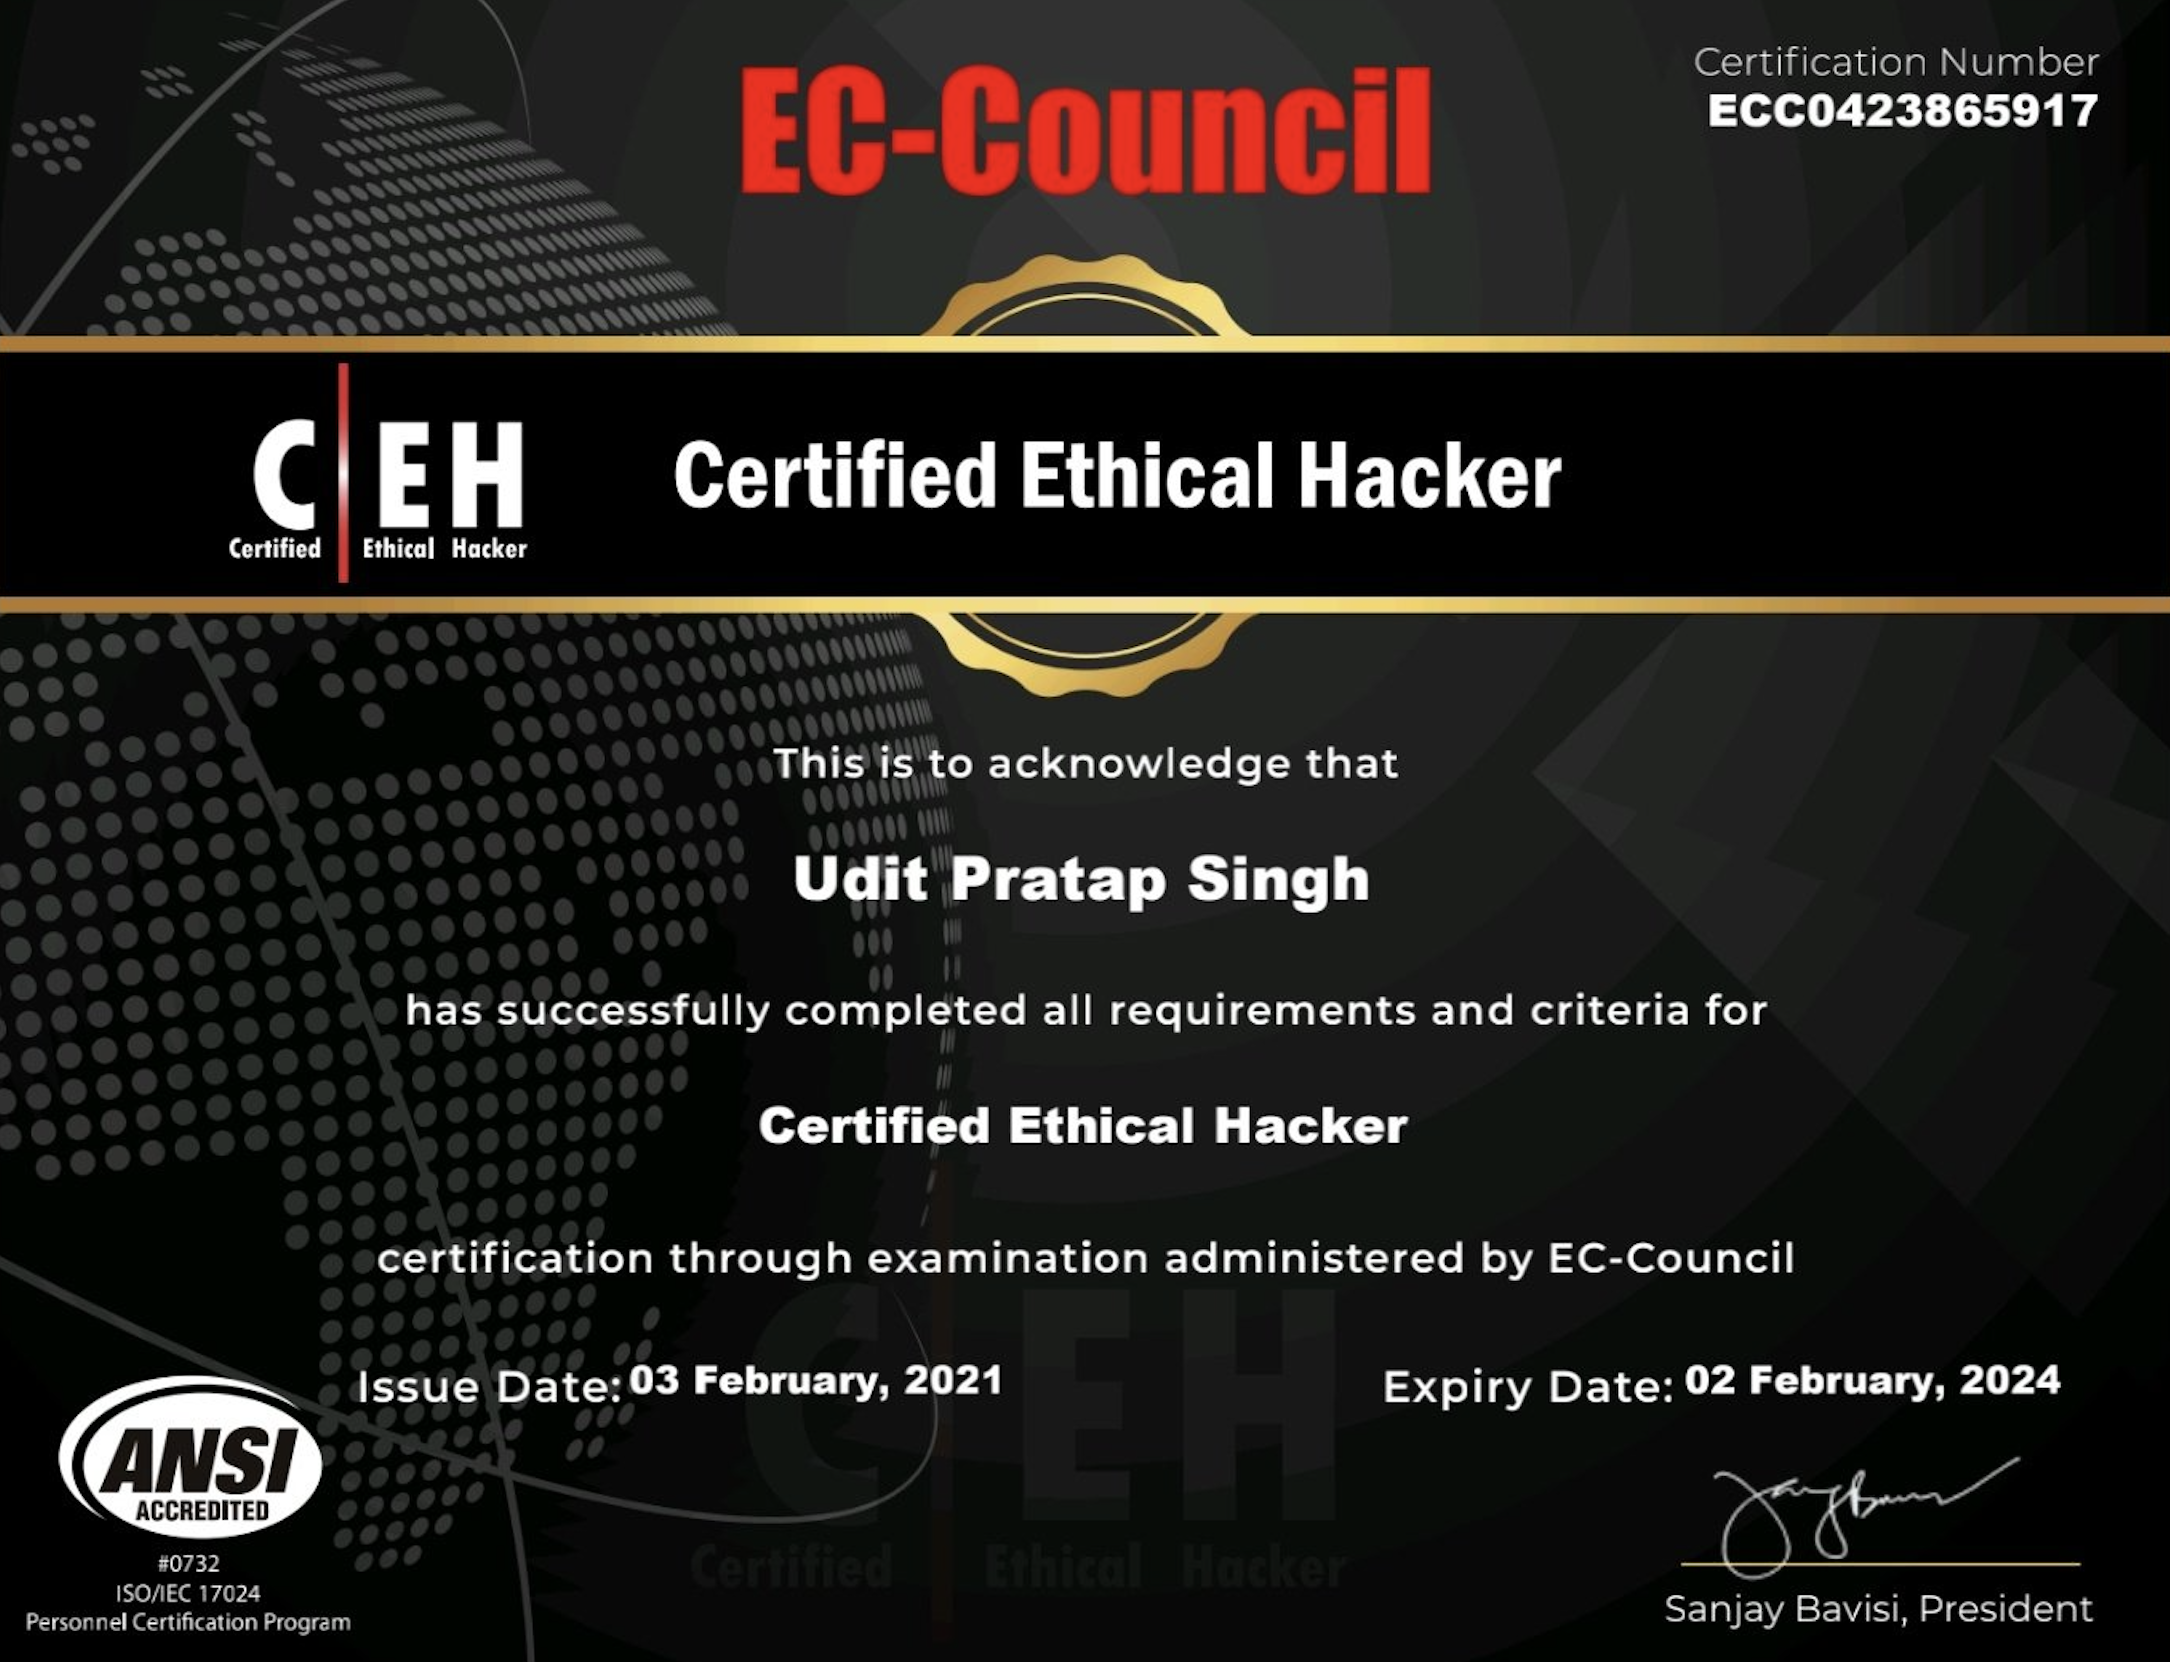 EC-Council
Certification Number
ECC0423865917
C EH
Certified Ethical Hacker
Certified Ethical Hacker
This is to acknowledge that
Udit Pratap Singh
has successfully completed all requirements and criteria for
Certified Ethical Hacker
certification through examination administered by EC-Council
C EH
Certified Ethical Hacker
Issue Date: 03 February, 2021
Expiry Date: 02 February, 2024
ANSI
ACCREDITED
#0732
ISO/IEC 17024
Personnel Certification Program
Sanjay Bavisi, President